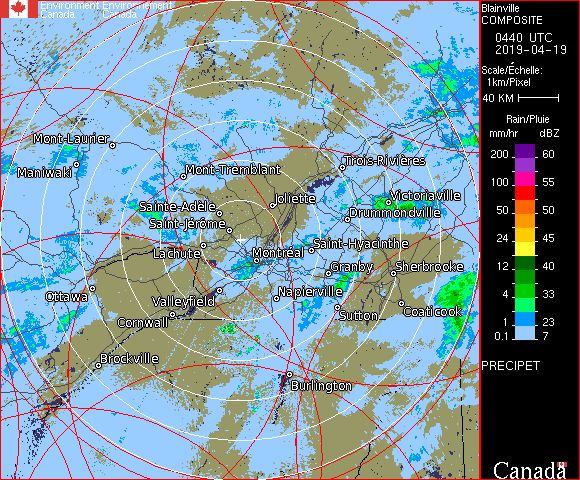 Environment Environnement
Canada Canada
Blainville
COMPOSITE
0440 UTC
2019-04-19
Scale/Échelle:
1km/Pixel
40 KM
Rain/Pluie
mm/hr dBZ
200 60
155 57
100 55
50 50
24 45
12 40
4 33
1 23
0.1 7
PRECIPET
Canada
Mont-Laurier
Maniwaki
Mont-Tremblant
Trois-Rivières
Joliette
Victoriaville
Sainte-Adèle
Drummondville
Saint-Jérôme
Saint-Hyacinthe
Lachute
Montréal
Granby
Sherbrooke
Ottawa
Valleyfield
Napierville
Coaticook
Sutton
Cornwall
Brockville
Burlington